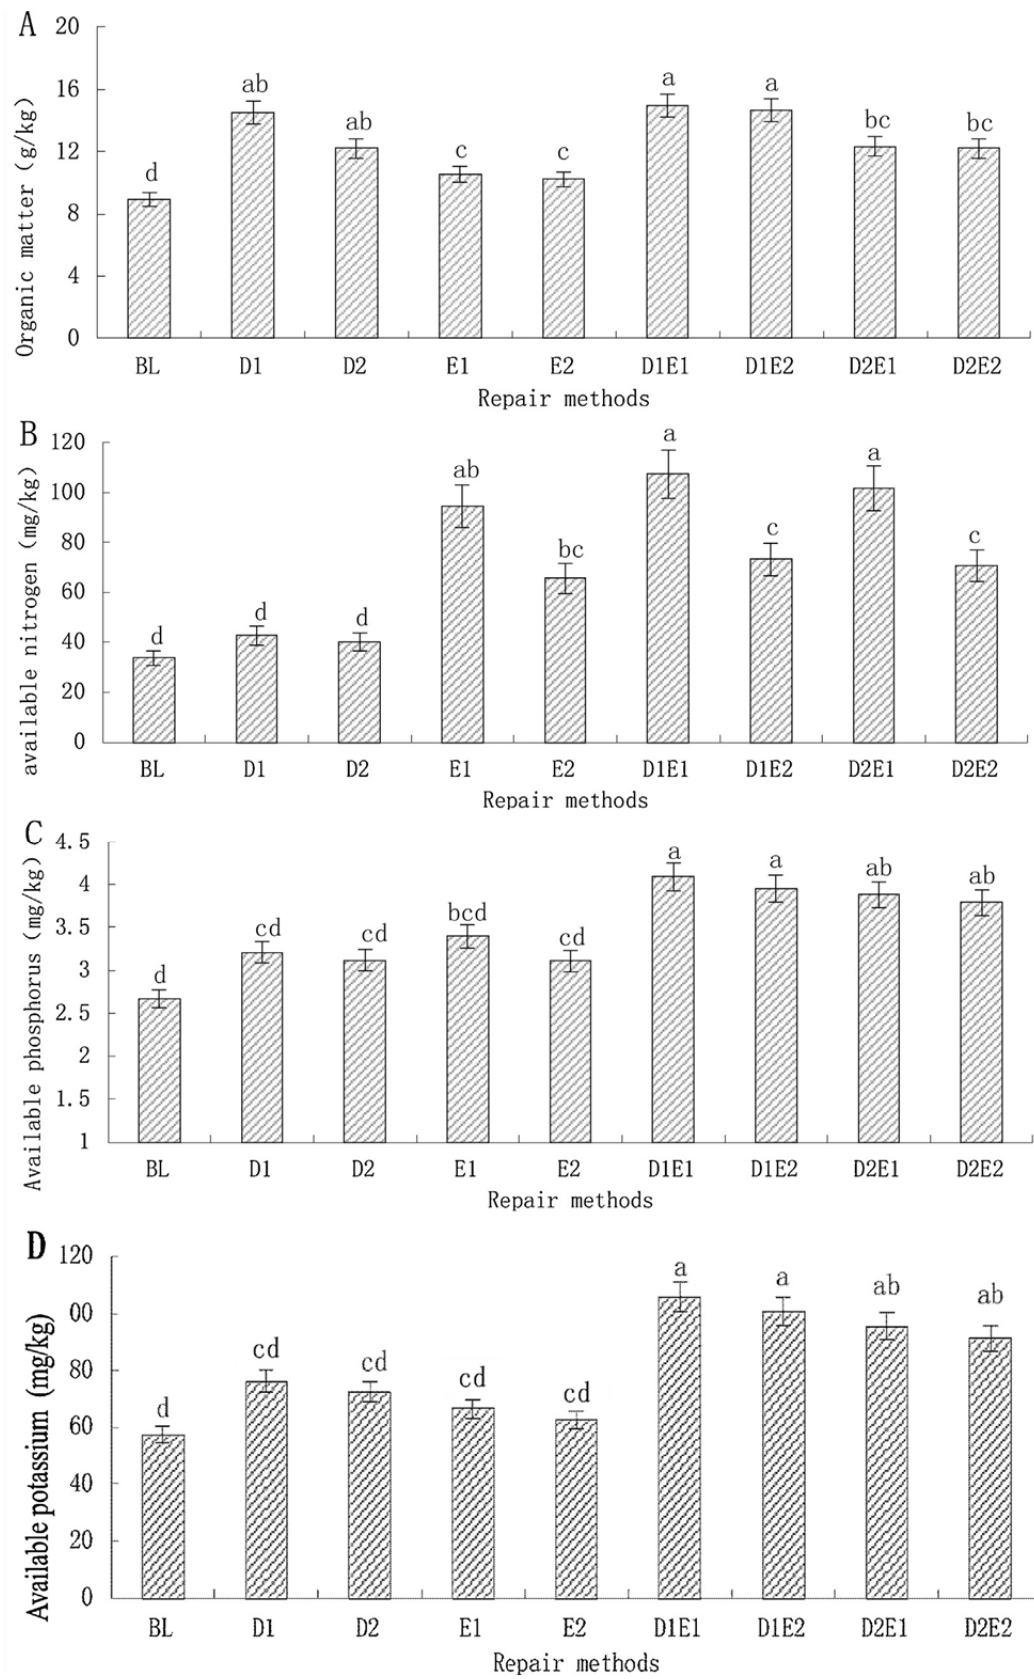 A
20
16
12
8
4
0
Organic matter (g/kg)
d
ab
ab
c
c
a
a
bc
bc
BL D1 D2 E1 E2 D1E1 D1E2 D2E1 D2E2
Repair methods
B
120
100
80
60
40
20
0
available nitrogen (mg/kg)
d
d
d
ab
bc
a
c
a
c
BL D1 D2 E1 E2 D1E1 D1E2 D2E1 D2E2
Repair methods
C
4.5
4
3.5
3
2.5
2
1.5
1
Available phosphorus (mg/kg)
d
cd
cd
bcd
cd
a
a
ab
ab
BL D1 D2 E1 E2 D1E1 D1E2 D2E1 D2E2
Repair methods
D
120
00
80
60
40
20
0
Available potassium (mg/kg)
d
cd
cd
cd
cd
a
a
ab
ab
BL D1 D2 E1 E2 D1E1 D1E2 D2E1 D2E2
Repair methods